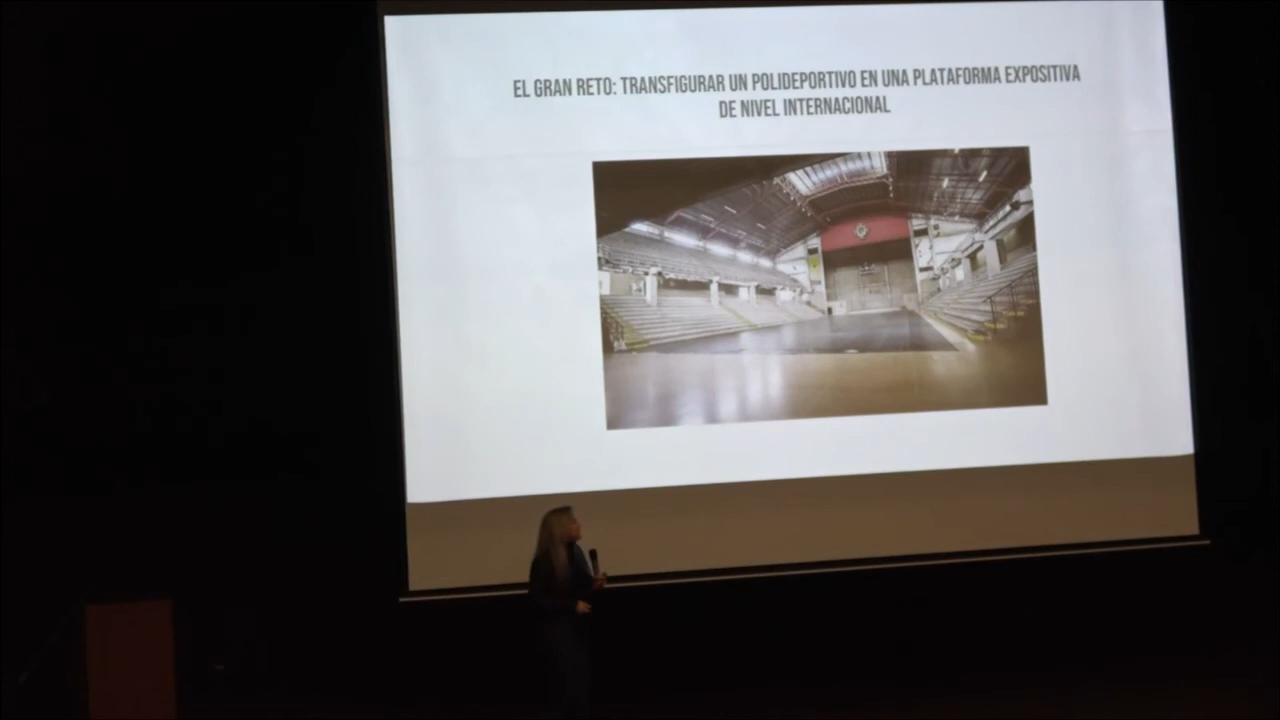 EL GRAN RETO: TRANSFIGURAR UN POLIDEPORTIVO EN UNA PLATAFORMA EXPOSITIVA
DE NIVEL INTERNACIONAL